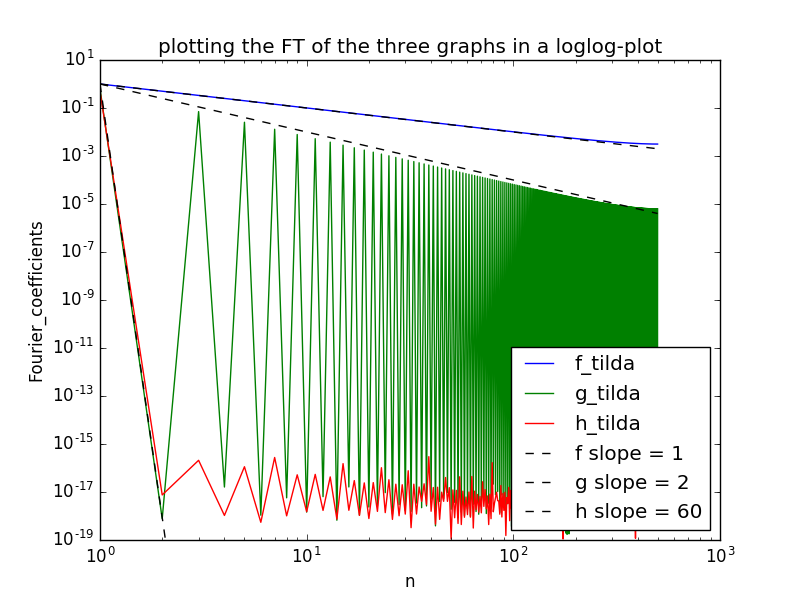 plotting the FT of the three graphs in a loglog-plot
10^1
10^-1
10^-3
10^-5
10^-7
10^-9
10^-11
10^-13
10^-15
10^-17
10^-19
Fourier_coefficients
f_tilda
g_tilda
h_tilda
f slope = 1
g slope = 2
h slope = 60
10^0 10^1 10^2 10^3
n